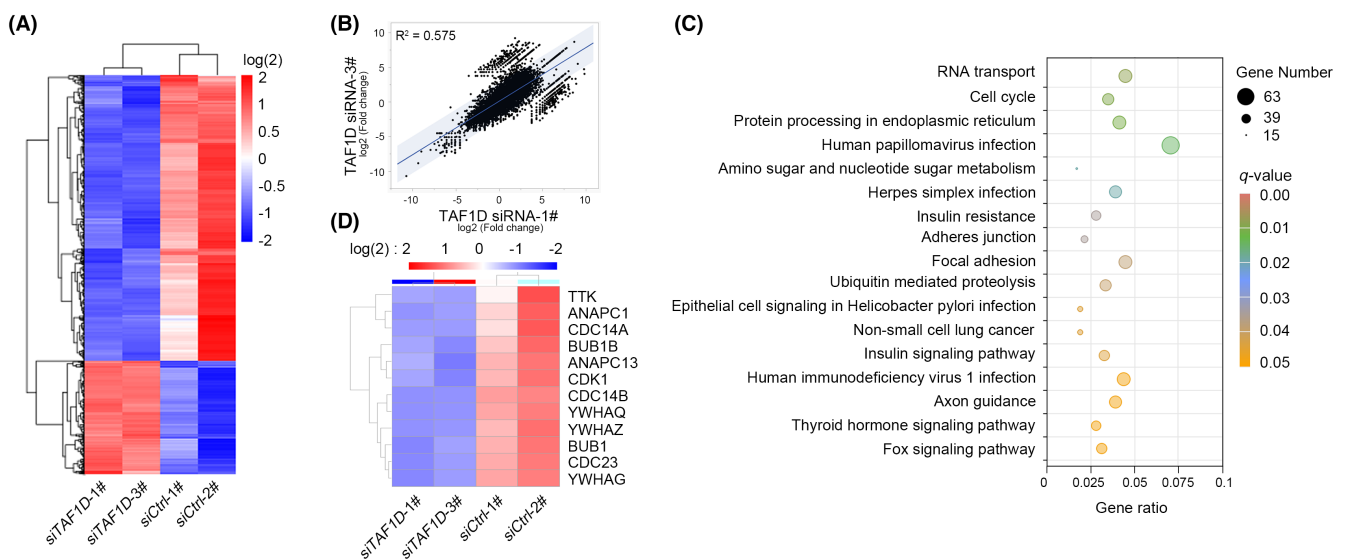 (A)
log(2)
2
1
0.5
0
-0.5
-1
-2
siTAF1D-1#
siTAF1D-3#
siCtrl-1#
siCtrl-2#
(B)
R² = 0.575
TAF1D siRNA-3#
log2 (Fold change)
10
5
0
-5
-10
-10
-5
0
5
10
TAF1D siRNA-1#
log2 (Fold change)
(D)
log(2) : 2 1 0 -1 -2
TTK
ANAPC1
CDC14A
BUB1B
ANAPC13
CDK1
CDC14B
YWHAQ
YWHAZ
BUB1
CDC23
YWHAG
siTAF1D-1#
siTAF1D-3#
siCtrl-1#
siCtrl-2#
(C)
RNA transport
Cell cycle
Protein processing in endoplasmic reticulum
Human papillomavirus infection
Amino sugar and nucleotide sugar metabolism
Herpes simplex infection
Insulin resistance
Adheres junction
Focal adhesion
Ubiquitin mediated proteolysis
Epithelial cell signaling in Helicobacter pylori infection
Non-small cell lung cancer
Insulin signaling pathway
Human immunodeficiency virus 1 infection
Axon guidance
Thyroid hormone signaling pathway
Fox signaling pathway
0
0.025
0.05
0.075
0.1
Gene ratio
Gene Number
63
39
15
q-value
0.00
0.01
0.02
0.03
0.04
0.05